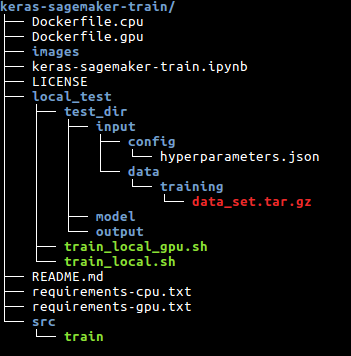 keras-sagemaker-train/
├── Dockerfile.cpu
├── Dockerfile.gpu
├── images
├── keras-sagemaker-train.ipynb
├── LICENSE
├── local_test
│   ├── test_dir
│   │   ├── input
│   │   │   ├── config
│   │   │   │   └── hyperparameters.json
│   │   │   └── data
│   │   │       └── training
│   │   │           └── data_set.tar.gz
│   │   ├── model
│   │   └── output
│   ├── train_local_gpu.sh
│   └── train_local.sh
├── README.md
├── requirements-cpu.txt
├── requirements-gpu.txt
└── src
    └── train